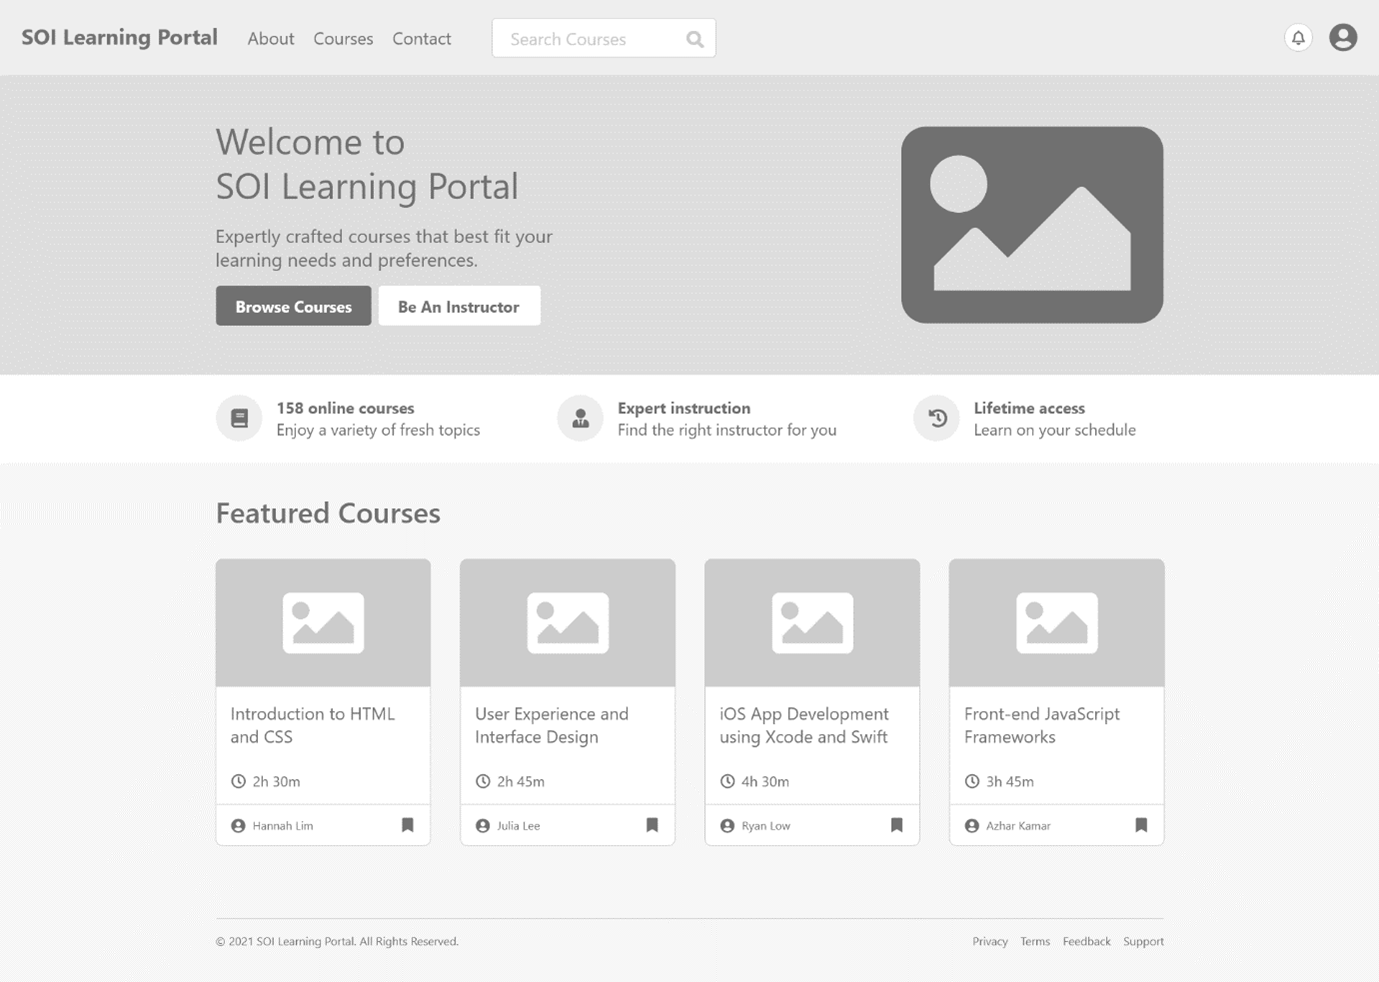 SOI Learning Portal
About
Courses
Contact
Search Courses
Welcome to
SOI Learning Portal
Expertly crafted courses that best fit your
learning needs and preferences.
Browse Courses
Be An Instructor
158 online courses
Enjoy a variety of fresh topics
Expert instruction
Find the right instructor for you
Lifetime access
Learn on your schedule
Featured Courses
Introduction to HTML
and CSS
2h 30m
Hannah Lim
User Experience and
Interface Design
2h 45m
Julia Lee
iOS App Development
using Xcode and Swift
4h 30m
Ryan Low
Front-end JavaScript
Frameworks
3h 45m
Azhar Kamar
© 2021 SOI Learning Portal. All Rights Reserved.
Privacy
Terms
Feedback
Support